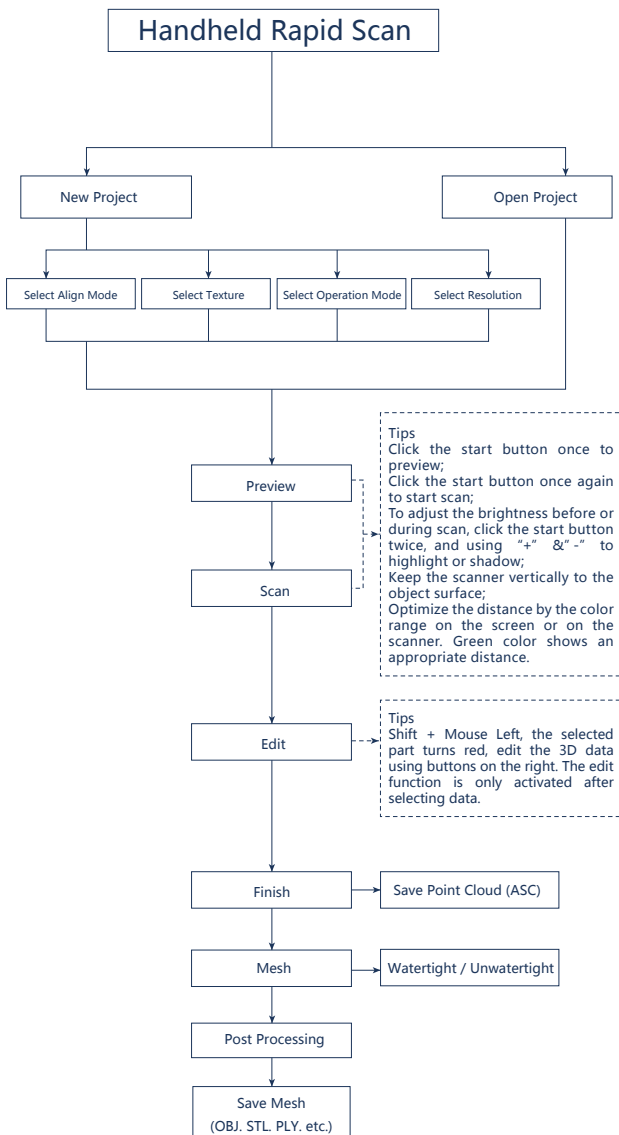 Handheld Rapid Scan
New Project
Open Project
Select Align Mode
Select Texture
Select Operation Mode
Select Resolution
Preview
Scan
Tips
Click the start button once to
preview;
Click the start button once again
to start scan;
To adjust the brightness before or
during scan, click the start button
twice, and using “+” &” -” to
highlight or shadow;
Keep the scanner vertically to the
object surface;
Optimize the distance by the color
range on the screen or on the
scanner. Green color shows an
appropriate distance.
Edit
Tips
Shift + Mouse Left, the selected
part turns red, edit the 3D data
using buttons on the right. The edit
function is only activated after
selecting data.
Finish
Save Point Cloud (ASC)
Mesh
Watertight / Unwatertight
Post Processing
Save Mesh
(OBJ. STL. PLY. etc.)